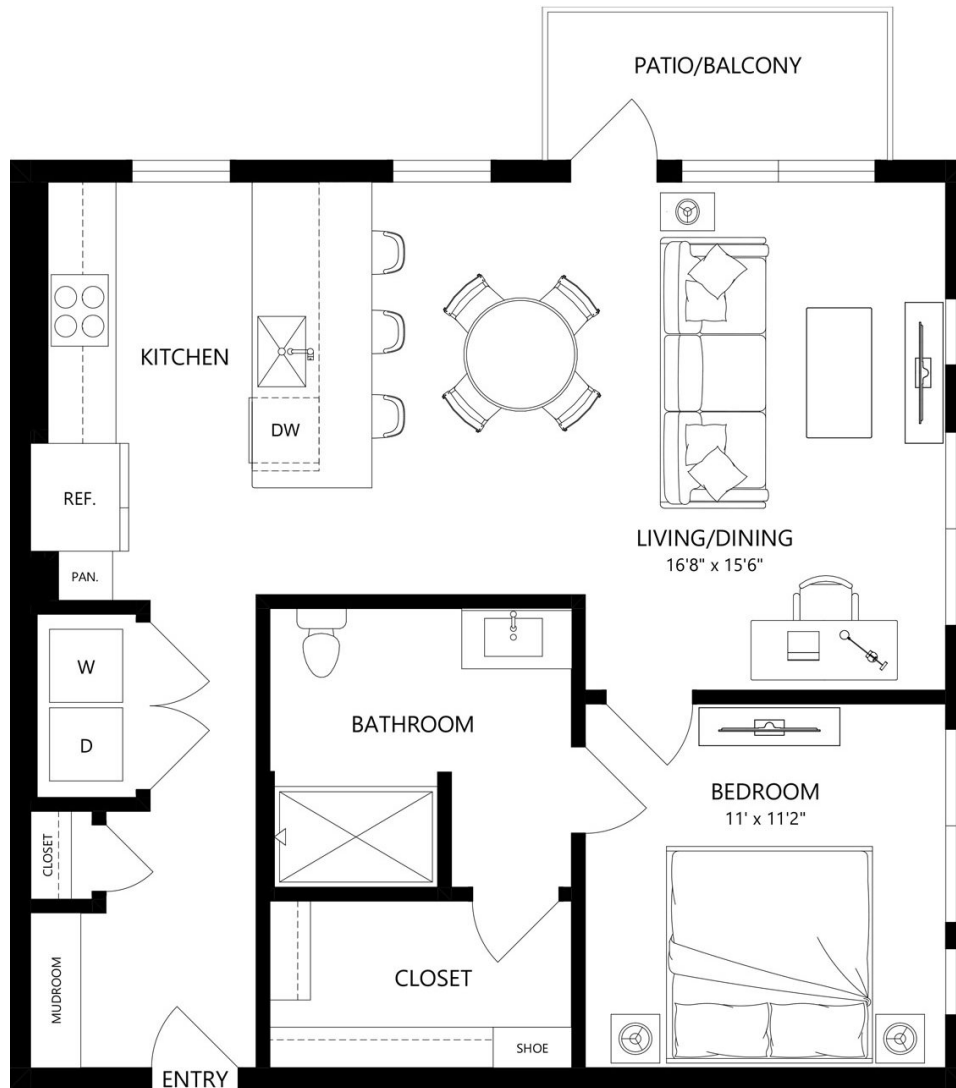 PATIO/BALCONY
KITCHEN
DW
REF.
PAN.
LIVING/DINING
16'8" x 15'6"
W
D
BATHROOM
BEDROOM
11' x 11'2"
CLOSET
CLOSET
MUDROOM
SHOE
ENTRY